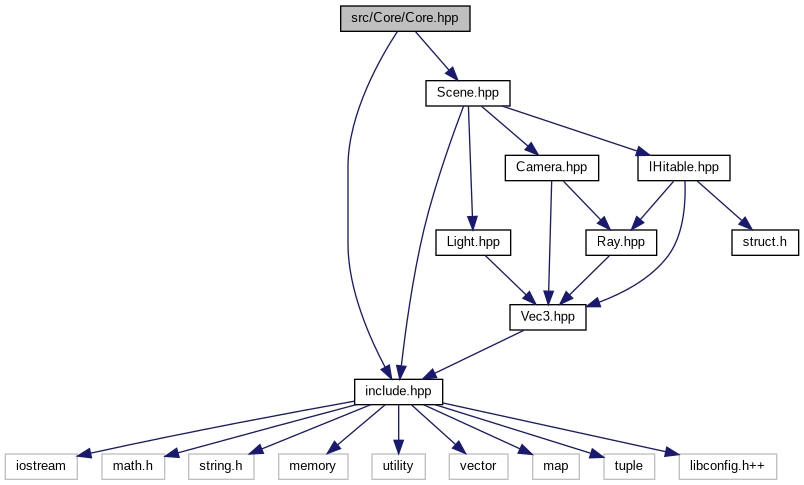 src/Core/Core.hpp
Scene.hpp
Camera.hpp
IHitable.hpp
Light.hpp
Ray.hpp
struct.h
Vec3.hpp
include.hpp
iostream
math.h
string.h
memory
utility
vector
map
tuple
libconfig.h++